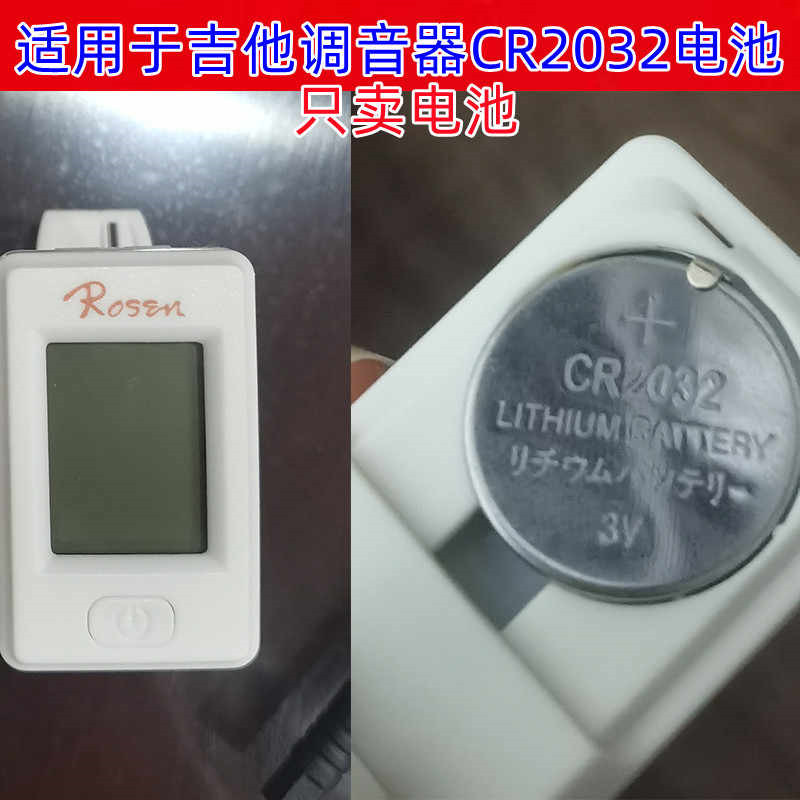 适用于吉他调音器CR2032电池
只卖电池
Rosen
+
CR2032
LITHIUM BATTERY
リチウムバッテリー
3V